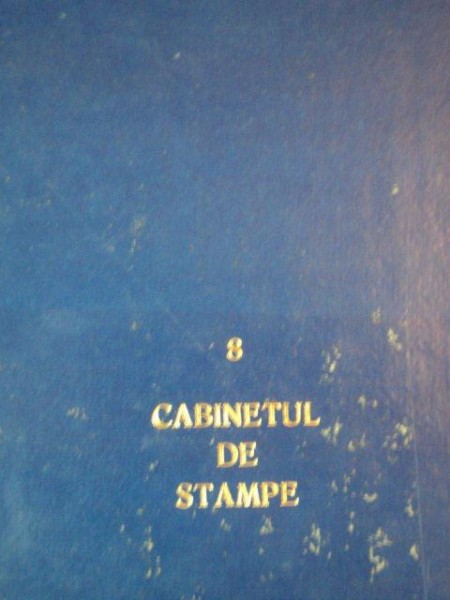 8
CABINETUL
DE
STAMPE